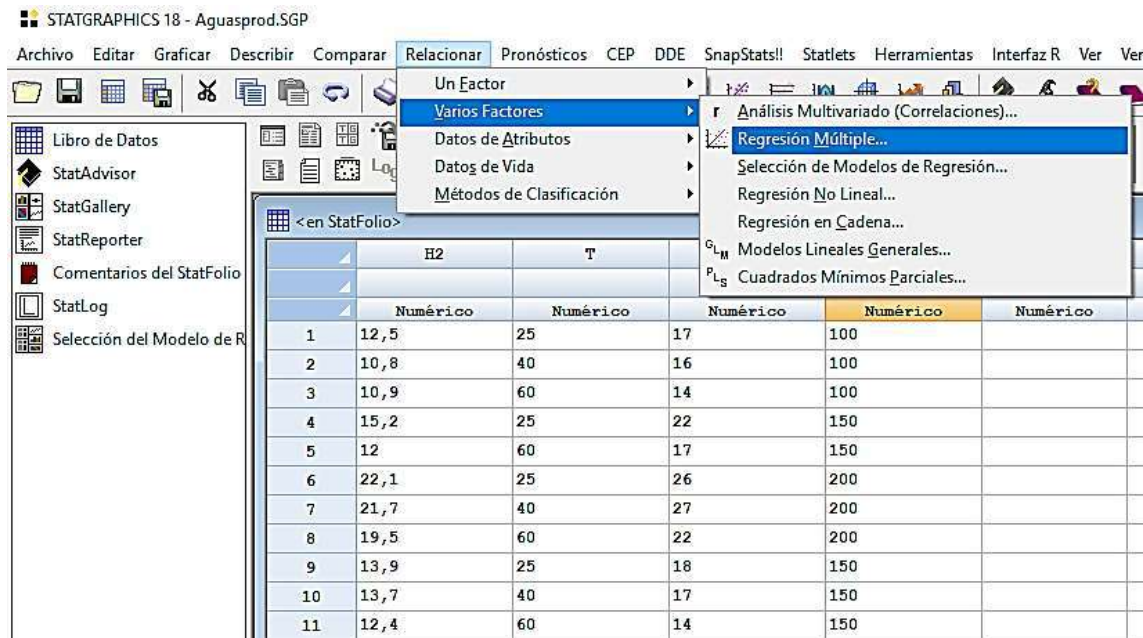 STATGRAPHICS 18 - Aguasprod.SGP
Archivo Editar Graficar Describir Comparar Relacionar Pronósticos CEP DDE SnapStats!! Statlets Herramientas Interfaz R Ver Ver
Un Factor
Varios Factores
Datos de Atributos
Datos de Vida
Métodos de Clasificación
r Análisis Multivariado (Correlaciones)...
Regresión Múltiple...
Selección de Modelos de Regresión...
Regresión No Lineal...
Regresión en Cadena...
GLM Modelos Lineales Generales...
PLS Cuadrados Mínimos Parciales...
Libro de Datos
StatAdvisor
StatGallery
StatReporter
Comentarios del StatFolio
StatLog
Selección del Modelo de R
Log
<en StatFolio>
H2 T
Numérico Numérico Numérico Numérico Numérico
1 12,5 25 17 100
2 10,8 40 16 100
3 10,9 60 14 100
4 15,2 25 22 150
5 12 60 17 150
6 22,1 25 26 200
7 21,7 40 27 200
8 19,5 60 22 200
9 13,9 25 18 150
10 13,7 40 17 150
11 12,4 60 14 150